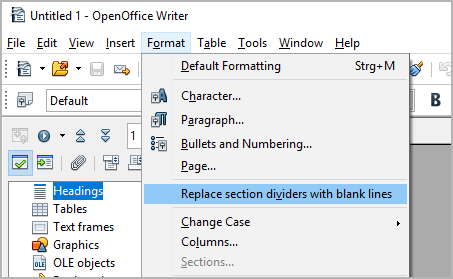 Untitled 1 - OpenOffice Writer
File Edit View Insert Format Table Tools Window Help
Default Formatting Strg+M
Default
Character...
B
Paragraph...
1
Bullets and Numbering...
Page...
Headings
Replace section dividers with blank lines
Tables
Text frames
Change Case
Graphics
Columns...
OLE objects
Sections...